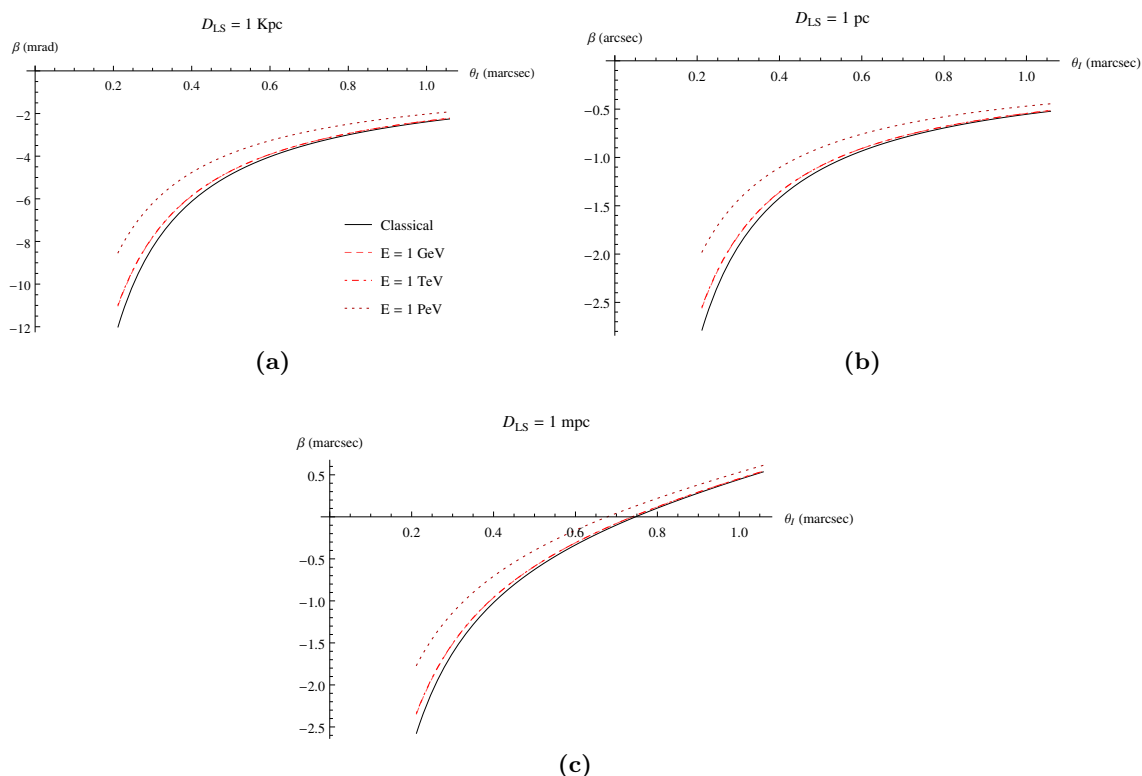 D_LS = 1 Kpc
β (mrad)
θ_I (marcsec)
0.2 0.4 0.6 0.8 1.0
−2
−4
−6
−8
−10
−12
Classical
E = 1 GeV
E = 1 TeV
E = 1 PeV
(a)
D_LS = 1 pc
β (arcsec)
θ_I (marcsec)
0.2 0.4 0.6 0.8 1.0
−0.5
−1.0
−1.5
−2.0
−2.5
(b)
D_LS = 1 mpc
β (marcsec)
0.5
θ_I (marcsec)
0.2 0.4 0.6 0.8 1.0
−0.5
−1.0
−1.5
−2.0
−2.5
(c)